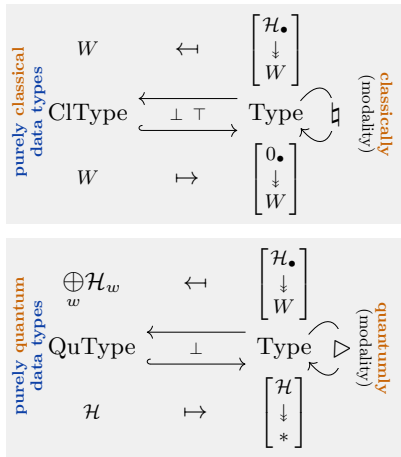 purely classical
data types
W ↤ [ℋ• ↡ W]
ClType ⊥ ⊤ Type ♮
W ↦ [0• ↡ W]
classically
(modality)
purely quantum
data types
⊕ℋ_w ↤ [ℋ• ↡ W]
w
QuType ⊥ Type ▷
ℋ ↦ [ℋ ↡ *]
quantumly
(modality)